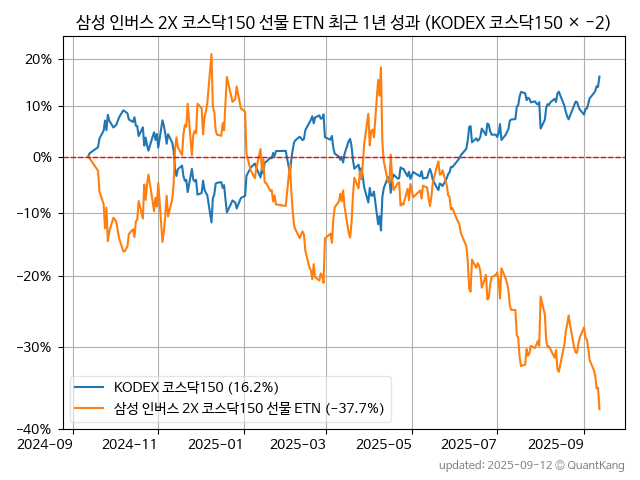 삼성 인버스 2X 코스닥150 선물 ETN 최근 1년 성과 (KODEX 코스닥150 × −2)
20%
10%
0%
−10%
−20%
−30%
−40%
KODEX 코스닥150 (16.2%)
삼성 인버스 2X 코스닥150 선물 ETN (−37.7%)
2024-09 2024-11 2025-01 2025-03 2025-05 2025-07 2025-09
updated: 2025-09-12 © QuantKang